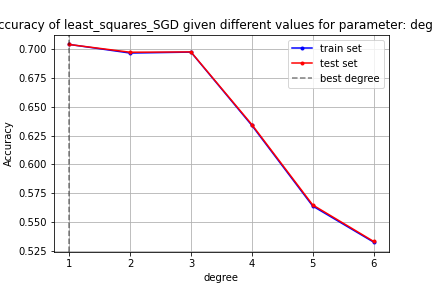 ccuracy of least_squares_SGD given different values for parameter: deg
0.700
0.675
0.650
0.625
0.600
0.575
0.550
0.525
Accuracy
train set
test set
best degree
1 2 3 4 5 6
degree